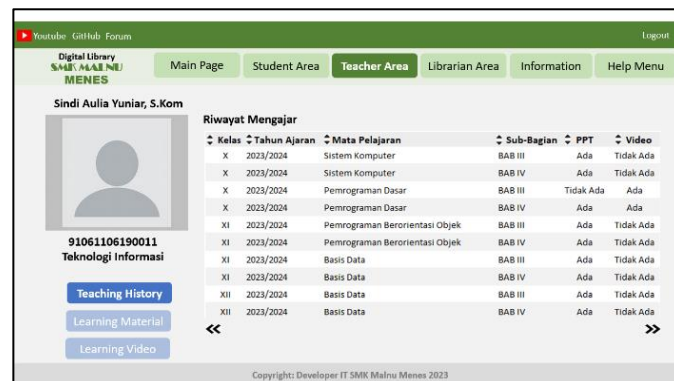 Youtube GitHub Forum Logout
Digital Library
SMK MALNU
MENES
Main Page Student Area Teacher Area Librarian Area Information Help Menu
Sindi Aulia Yuniar, S.Kom
91061106190011
Teknologi Informasi
Teaching History
Learning Material
Learning Video
Riwayat Mengajar
Kelas Tahun Ajaran Mata Pelajaran Sub-Bagian PPT Video
X 2023/2024 Sistem Komputer BAB III Ada Tidak Ada
X 2023/2024 Sistem Komputer BAB IV Ada Tidak Ada
X 2023/2024 Pemrograman Dasar BAB III Tidak Ada Ada
X 2023/2024 Pemrograman Dasar BAB IV Ada Ada
XI 2023/2024 Pemrograman Berorientasi Objek BAB III Ada Tidak Ada
XI 2023/2024 Pemrograman Berorientasi Objek BAB IV Ada Tidak Ada
XI 2023/2024 Basis Data BAB III Ada Tidak Ada
XI 2023/2024 Basis Data BAB IV Ada Tidak Ada
XII 2023/2024 Basis Data BAB III Ada Tidak Ada
XII 2023/2024 Basis Data BAB IV Ada Tidak Ada
« »
Copyright: Developer IT SMK Malnu Menes 2023